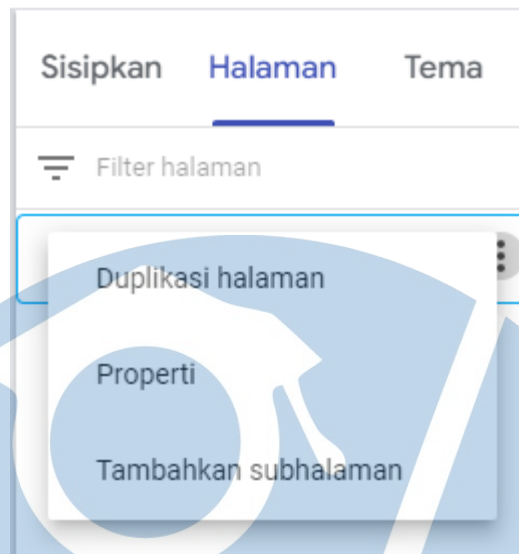 Sisipkan Halaman Tema
Filter halaman
Duplikasi halaman
Properti
Tambahkan subhalaman